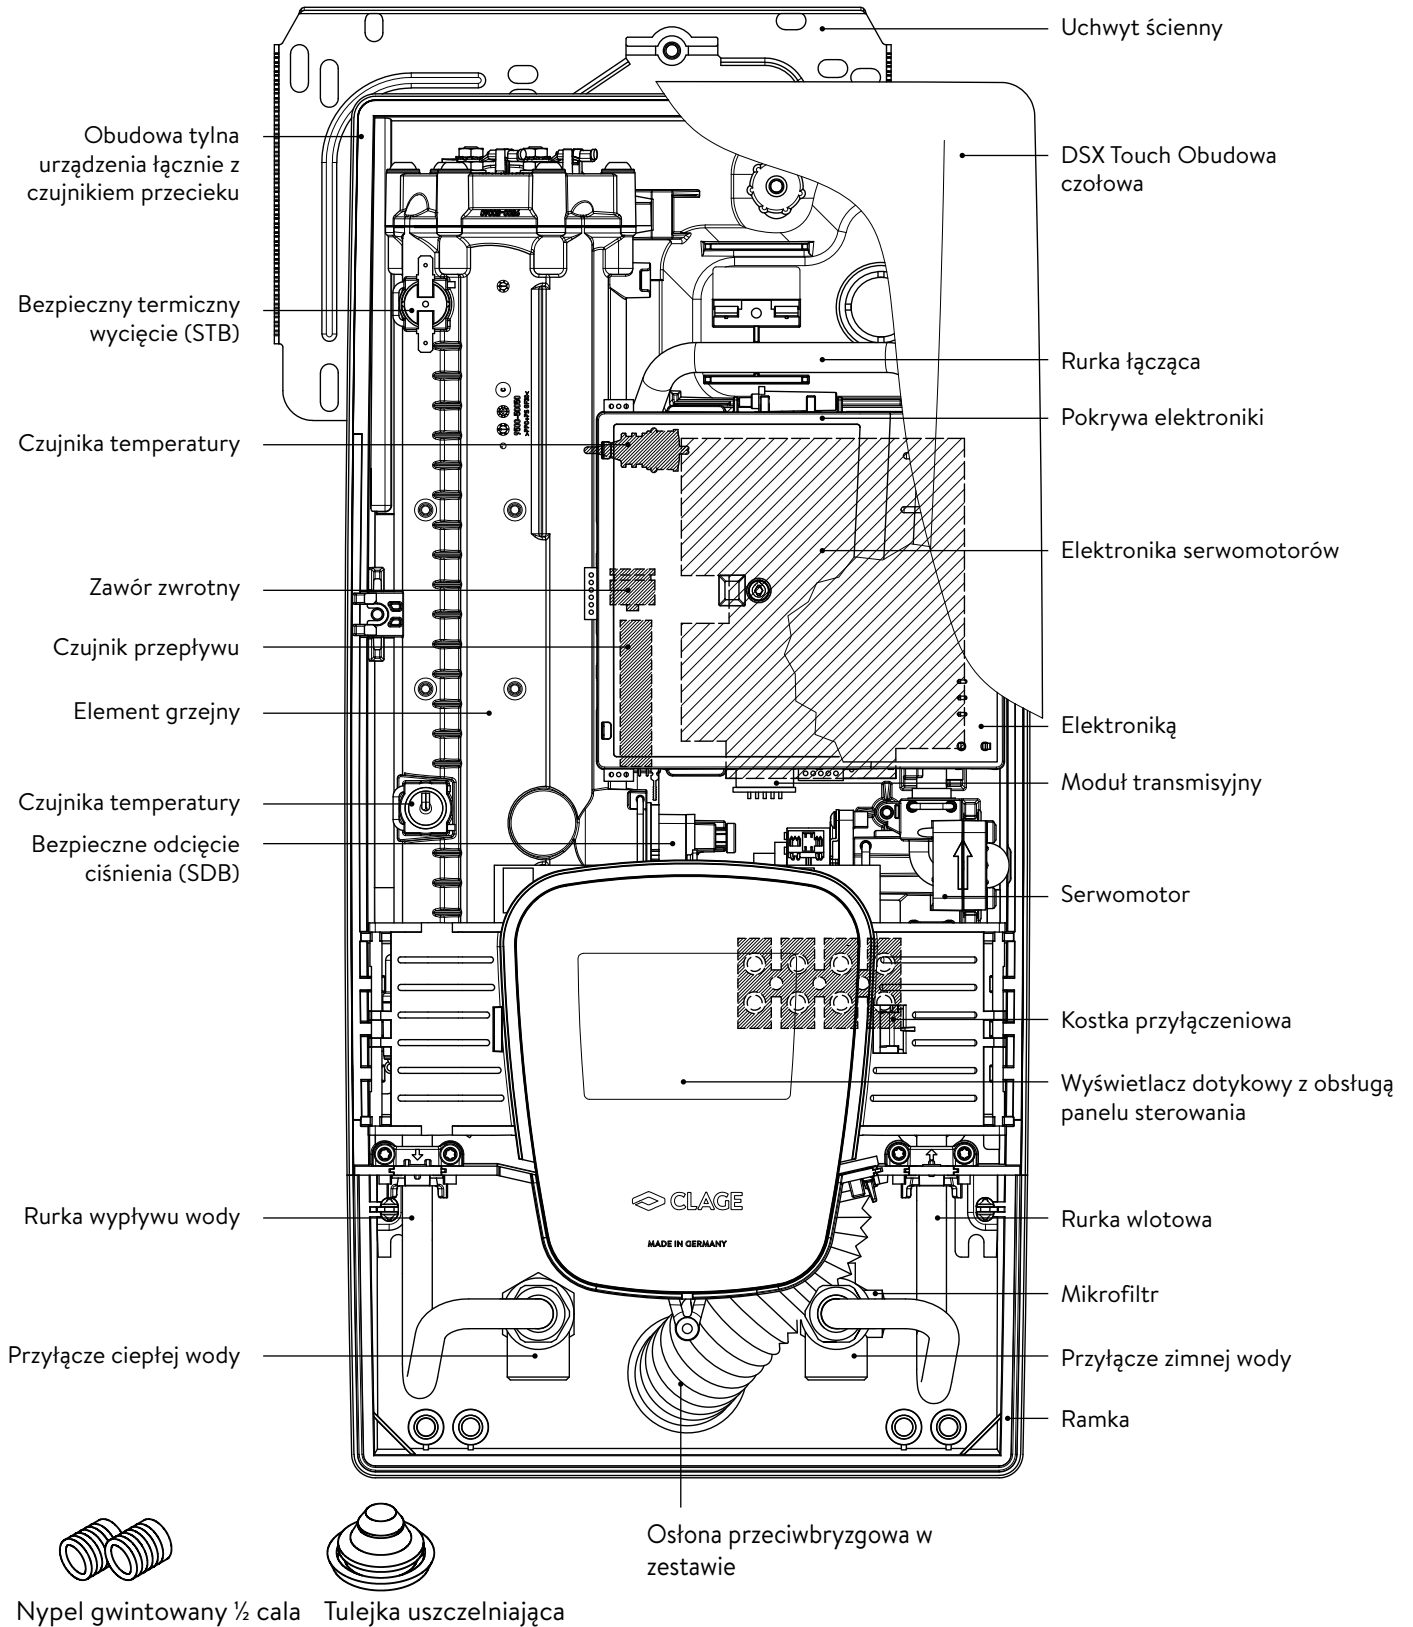 Uchwyt ścienny
Obudowa tylna
urządzenia łącznie z
czujnikiem przecieku
DSX Touch Obudowa
czołowa
Bezpieczny termiczny
wycięcie (STB)
Rurka łącząca
Pokrywa elektroniki
Czujnika temperatury
Elektronika serwomotorów
Zawór zwrotny
Czujnik przepływu
Element grzejny
Elektroniką
Moduł transmisyjny
Czujnika temperatury
Bezpieczne odcięcie
ciśnienia (SDB)
Serwomotor
Kostka przyłączeniowa
Wyświetlacz dotykowy z obsługą
panelu sterowania
CLAGE
MADE IN GERMANY
Rurka wypływu wody
Rurka wlotowa
Mikrofiltr
Przyłącze ciepłej wody
Przyłącze zimnej wody
Ramka
Osłona przeciwbryzgowa w
zestawie
Nypel gwintowany ½ cala
Tulejka uszczelniająca